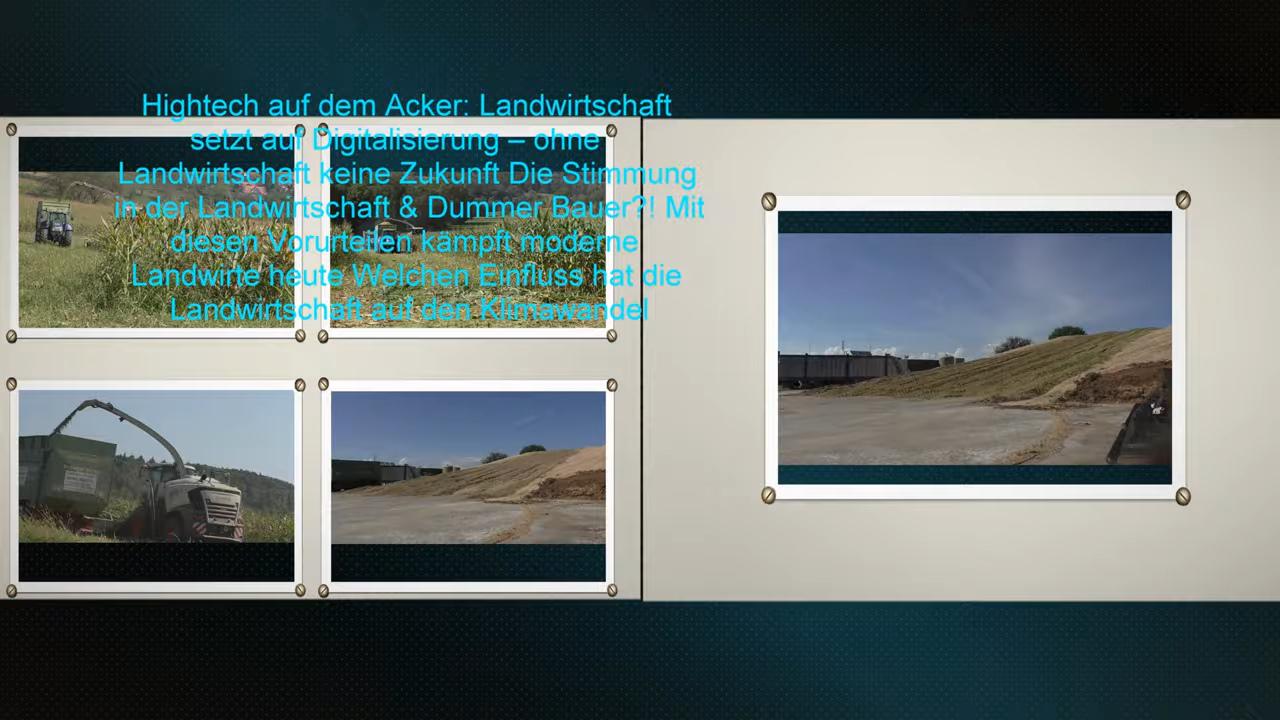 Hightech auf dem Acker: Landwirtschaft
setzt auf Digitalisierung – ohne
Landwirtschaft keine Zukunft Die Stimmung
in der Landwirtschaft & Dummer Bauer?! Mit
diesen Vorurteilen kämpft moderne
Landwirte heute Welchen Einfluss hat die
Landwirtschaft auf den Klimawandel